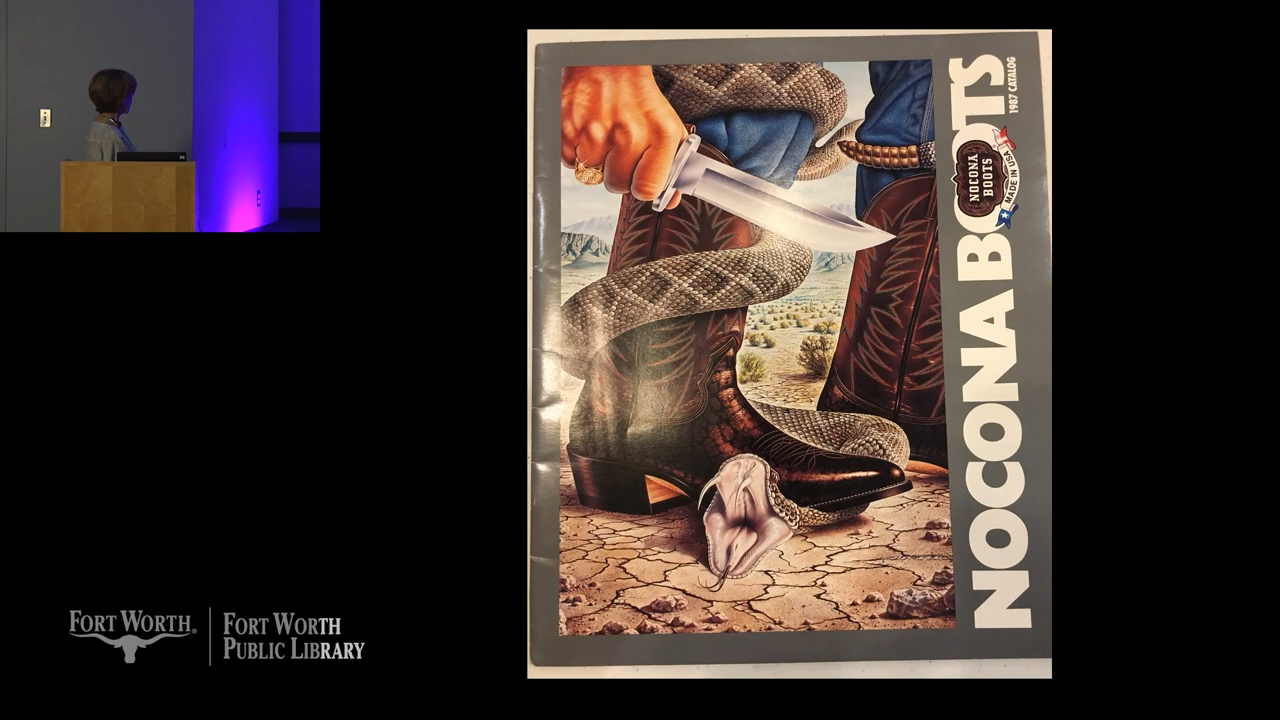 NOCONA BOOTS
1987 CATALOG
NOCONA
BOOTS
MADE IN USA
FORT WORTH®
FORT WORTH
PUBLIC LIBRARY